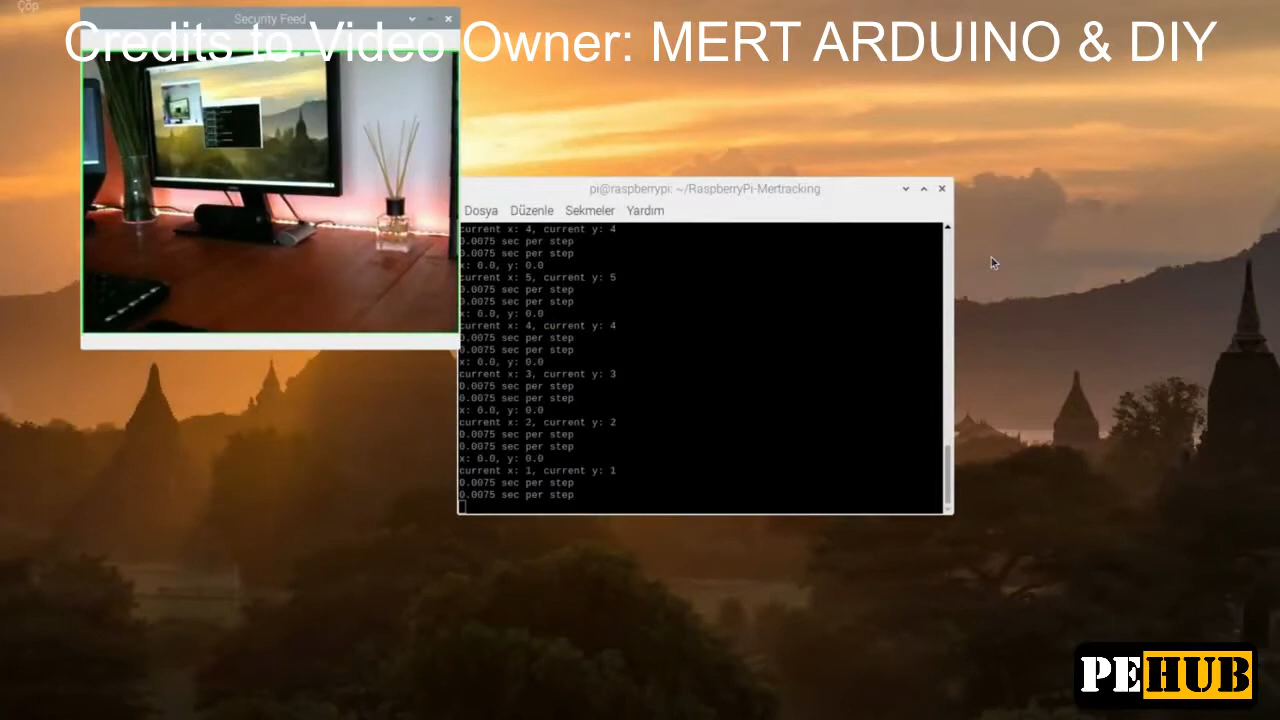 Çöp
Security Feed
Credits to Video Owner: MERT ARDUINO & DIY
pi@raspberrypi: ~/RaspberryPi-Mertracking
Dosya Düzenle Sekmeler Yardım
current x: 4, current y: 4
0.0075 sec per step
0.0075 sec per step
x: 6.0, y: 0.0
current x: 5, current y: 5
0.0075 sec per step
0.0075 sec per step
x: 6.0, y: 0.0
current x: 4, current y: 4
0.0075 sec per step
0.0075 sec per step
x: 6.0, y: 0.0
current x: 3, current y: 3
0.0075 sec per step
0.0075 sec per step
x: 6.0, y: 0.0
current x: 2, current y: 2
0.0075 sec per step
0.0075 sec per step
x: 6.0, y: 0.0
current x: 1, current y: 1
0.0075 sec per step
0.0075 sec per step
PEHUB